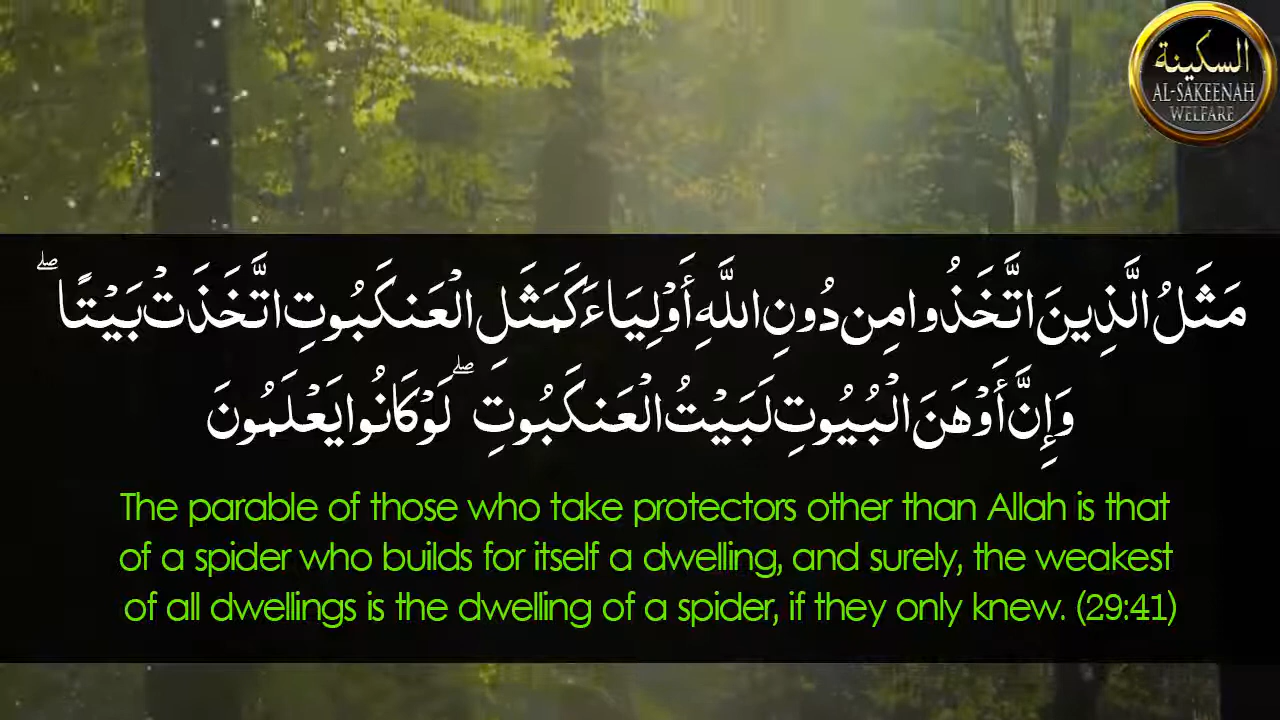 السكينة
AL-SAKEENAH
WELFARE
مَثَلُ الَّذِينَ اتَّخَذُوا مِن دُونِ اللَّهِ أَوْلِيَاءَ كَمَثَلِ الْعَنكَبُوتِ اتَّخَذَتْ بَيْتًا ۖ
وَإِنَّ أَوْهَنَ الْبُيُوتِ لَبَيْتُ الْعَنكَبُوتِ ۖ لَوْ كَانُوا يَعْلَمُونَ
The parable of those who take protectors other than Allah is that
of a spider who builds for itself a dwelling, and surely, the weakest
of all dwellings is the dwelling of a spider, if they only knew. (29:41)